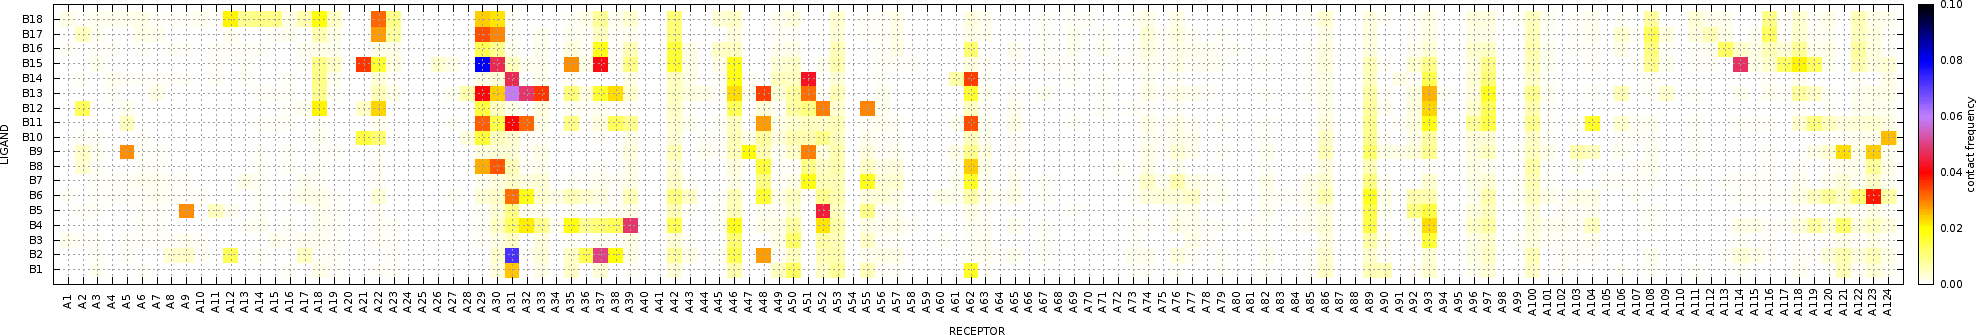 B18
B17
B16
B15
B14
B13
B12
B11
B10
B9
B8
B7
B6
B5
B4
B3
B2
B1
LIGAND
A1 A2 A3 A4 A5 A6 A7 A8 A9 A10 A11 A12 A13 A14 A15 A16 A17 A18 A19 A20 A21 A22 A23 A24 A25 A26 A27 A28 A29 A30 A31 A32 A33 A34 A35 A36 A37 A38 A39 A40 A41 A42 A43 A44 A45 A46 A47 A48 A49 A50 A51 A52 A53 A54 A55 A56 A57 A58 A59 A60 A61 A62 A63 A64 A65 A66 A67 A68 A69 A70 A71 A72 A73 A74 A75 A76 A77 A78 A79 A80 A81 A82 A83 A84 A85 A86 A87 A88 A89 A90 A91 A92 A93 A94 A95 A96 A97 A98 A99 A100 A101 A102 A103 A104 A105 A106 A107 A108 A109 A110 A111 A112 A113 A114 A115 A116 A117 A118 A119 A120 A121 A122 A123 A124
RECEPTOR
0.10
0.08
0.06
0.04
0.02
0.00
contact frequency